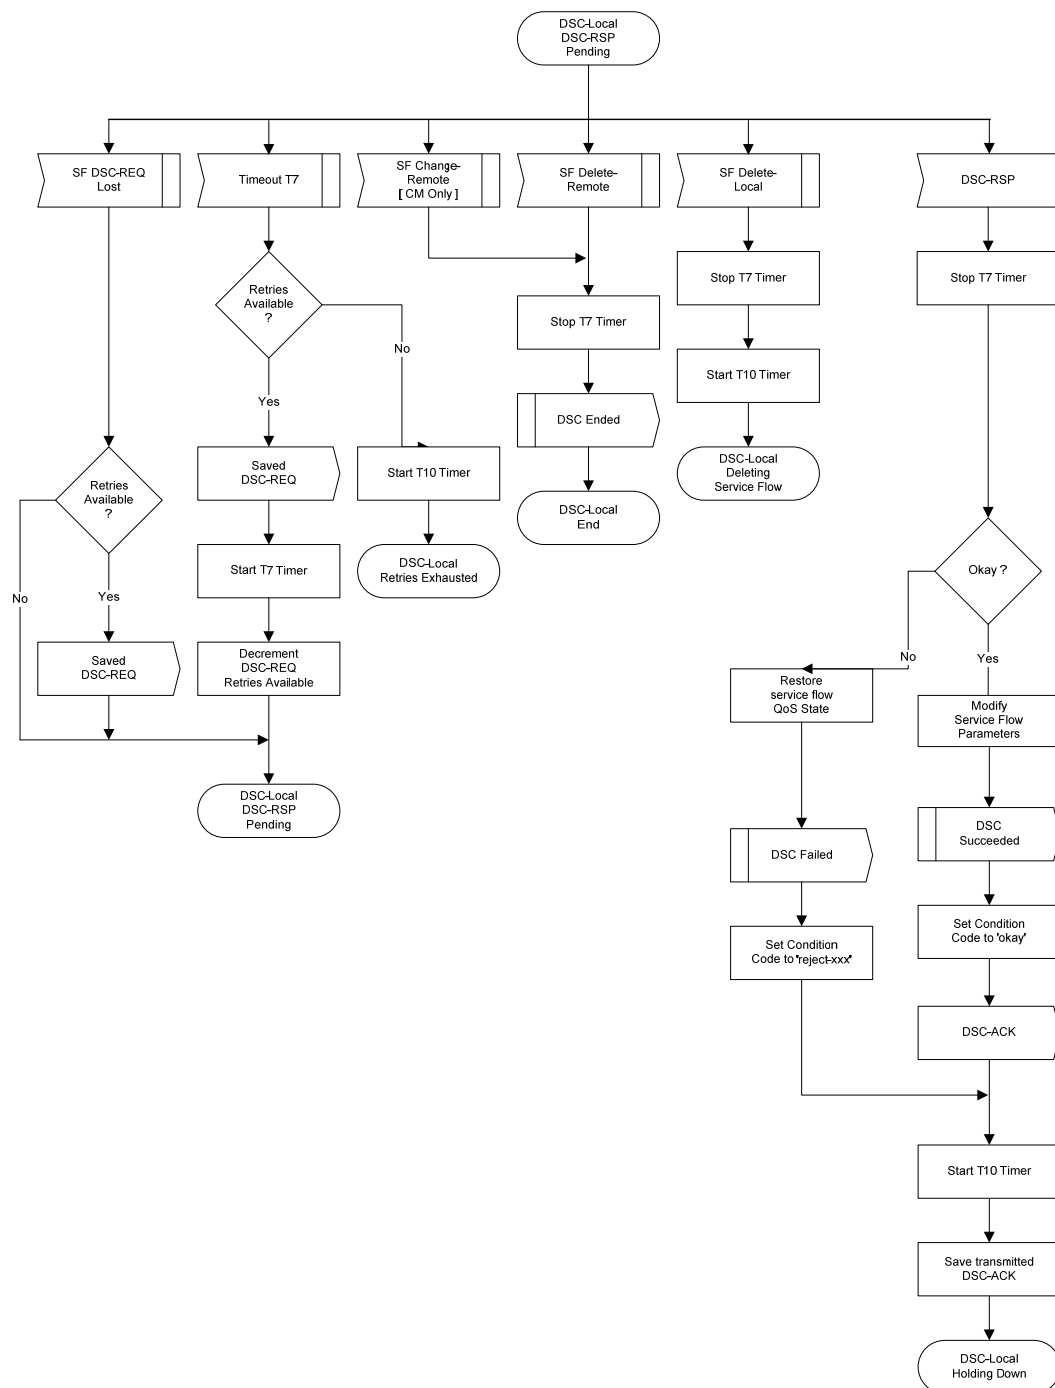 DSC-Local
DSC-RSP
Pending
SF DSC-REQ
Lost
Timeout T7
SF Change-
Remote
[ CM Only ]
SF Delete-
Remote
SF Delete-
Local
DSC-RSP
Retries
Available
?
Stop T7 Timer
Stop T7 Timer
Stop T7 Timer
No
Yes
Start T10 Timer
DSC Ended
Saved
DSC-REQ
Start T10 Timer
DSC-Local
Deleting
Service Flow
Retries
Available
?
DSC-Local
End
Start T7 Timer
DSC-Local
Retries Exhausted
Okay ?
No
Yes
Saved
DSC-REQ
Decrement
DSC-REQ
Retries Available
No
Yes
Restore
service flow
QoS State
Modify
Service Flow
Parameters
DSC-Local
DSC-RSP
Pending
DSC Failed
DSC
Succeeded
Set Condition
Code to "reject-xxx"
Set Condition
Code to "okay"
DSC-ACK
Start T10 Timer
Save transmitted
DSC-ACK
DSC-Local
Holding Down